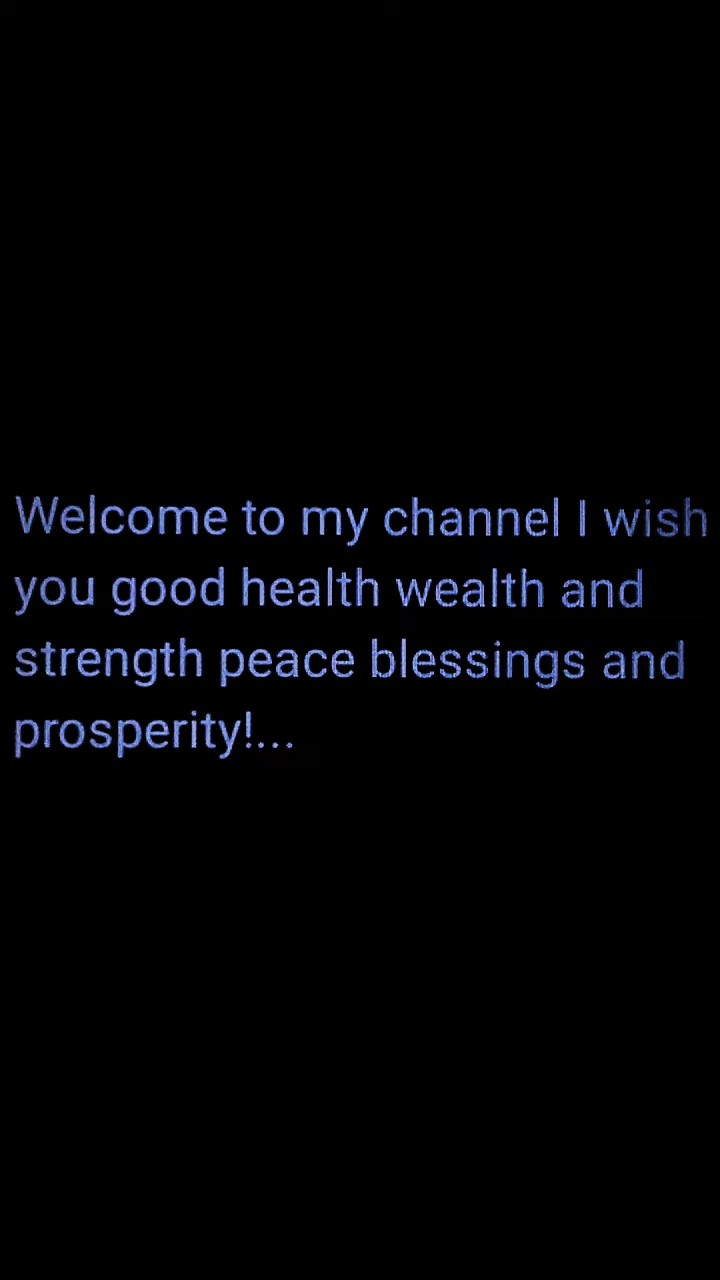 Welcome to my channel I wish
you good health wealth and
strength peace blessings and
prosperity!...